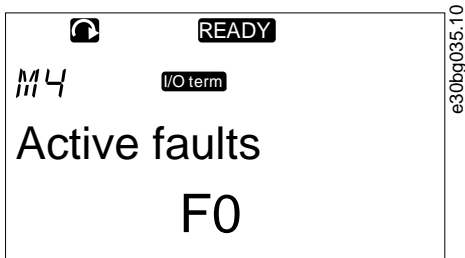 READY
M4
I/O term
Active faults
F0
e30bg035.10